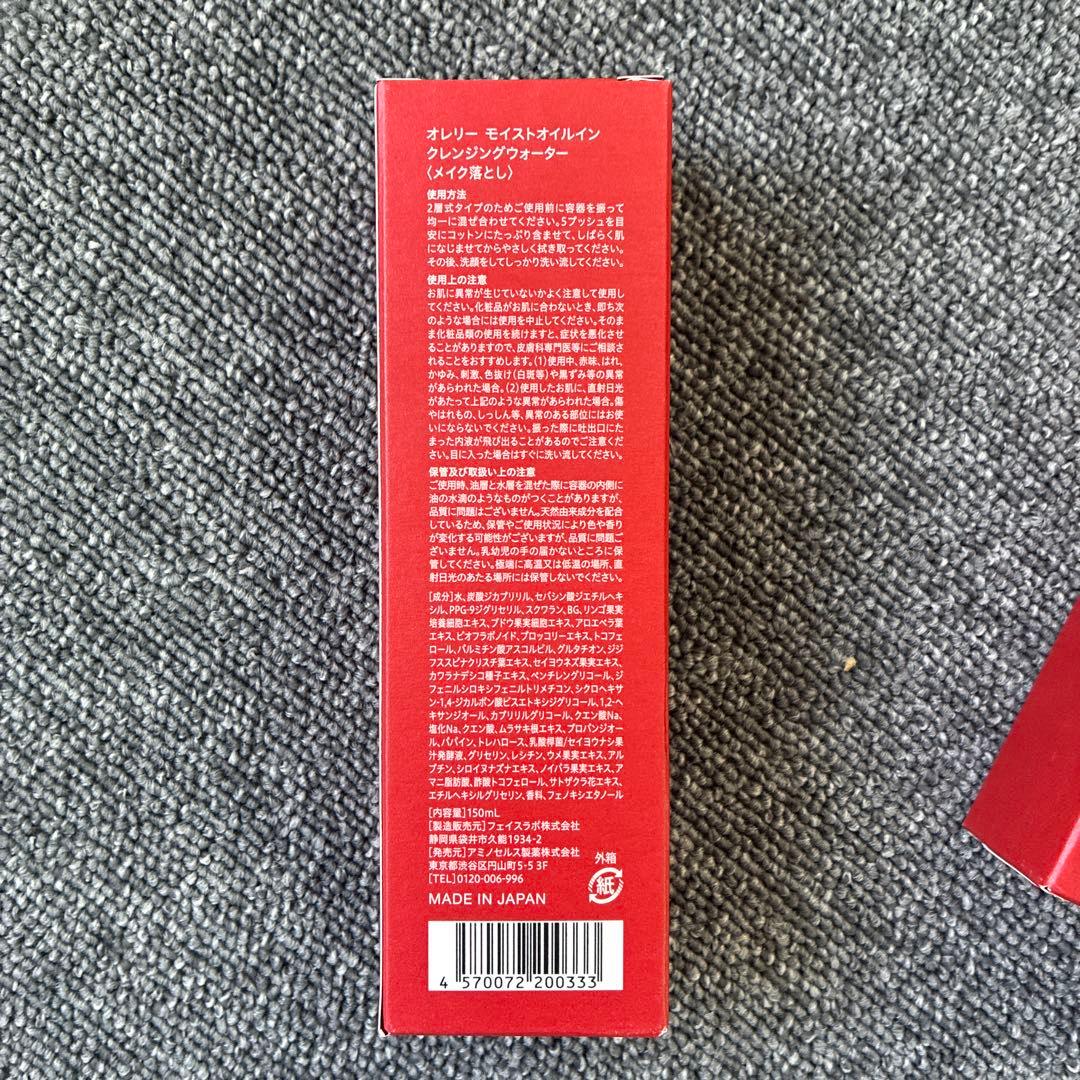 オレリー モイストオイルイン
クレンジングウォーター
〈メイク落とし〉
使用方法
2層式タイプのためご使用前に容器を振って
均一に混ぜ合わせてください。5プッシュを目
安にコットンにたっぷり含ませて、しばらく肌
になじませてからやさしく拭き取ってください。
その後、洗顔をしてしっかり洗い流してください。
使用上の注意
お肌に異常が生じていないかよく注意して使用し
てください。化粧品がお肌に合わないとき、即ち次
のような場合には使用を中止してください。そのま
ま化粧品類の使用を続けますと、症状を悪化させ
ることがありますので、皮膚科専門医等にご相談さ
れることをおすすめします。(1)使用中、赤味、はれ、
かゆみ、刺激、色抜け(白斑等)や黒ずみ等の異常
があらわれた場合。(2)使用したお肌に、直射日光
があたって上記のような異常があらわれた場合。傷
やはれもの、しっしん等、異常のある部位にはお使
いにならないでください。振った際に吐出口にた
まった内液が飛び出ることがあるのでご注意くだ
さい。目に入った場合はすぐに洗い流してください。
保管及び取扱い上の注意
ご使用時、油層と水層を混ぜた際に容器の内側に
油の水滴のようなものがつくことがありますが、
品質に問題はございません。天然由来成分を配合
しているため、保管やご使用状況により色や香り
が変化する可能性がございますが、品質に問題ご
ざいません。乳幼児の手の届かないところに保
管してください。極端に高温又は低温の場所、直
射日光のあたる場所には保管しないでください。
[成分]水、炭酸ジカプリリル、セバシン酸ジエチルヘキ
シル、PPG-9ジグリセリル、スクワラン、BG、リンゴ果実
培養細胞エキス、ブドウ果実細胞エキス、アロエベラ葉
エキス、ビオフラボノイド、ブロッコリーエキス、トコフェ
ロール、パルミチン酸アスコルビル、グルタチオン、ジジ
フススピナクリスチ葉エキス、セイヨウネズ果実エキス、
カワラナデシコ種子エキス、ペンチレングリコール、ジ
フェニルシロキシフェニルトリメチコン、シクロヘキサ
ン-1,4-ジカルボン酸ビスエトキシジグリコール、1,2-ヘ
キサンジオール、カプリリルグリコール、クエン酸Na、
塩化Na、クエン酸、ムラサキ根エキス、プロパンジオー
ル、パパイン、トレハロース、乳酸桿菌/セイヨウナシ果
汁発酵液、グリセリン、レシチン、ウメ果実エキス、アル
ブチン、シロイヌナズナエキス、ノイバラ果実エキス、ア
マニ脂肪酸、酢酸トコフェロール、サトザクラ花エキス、
エチルヘキシルグリセリン、香料、フェノキシエタノール
[内容量]150mL
[製造販売元]フェイスラボ株式会社
静岡県袋井市久能1934-2
[発売元]アミノセルス製薬株式会社
東京都渋谷区円山町5-5 3F
[TEL]0120-006-996
MADE IN JAPAN
外箱
紙
4 570072 200333